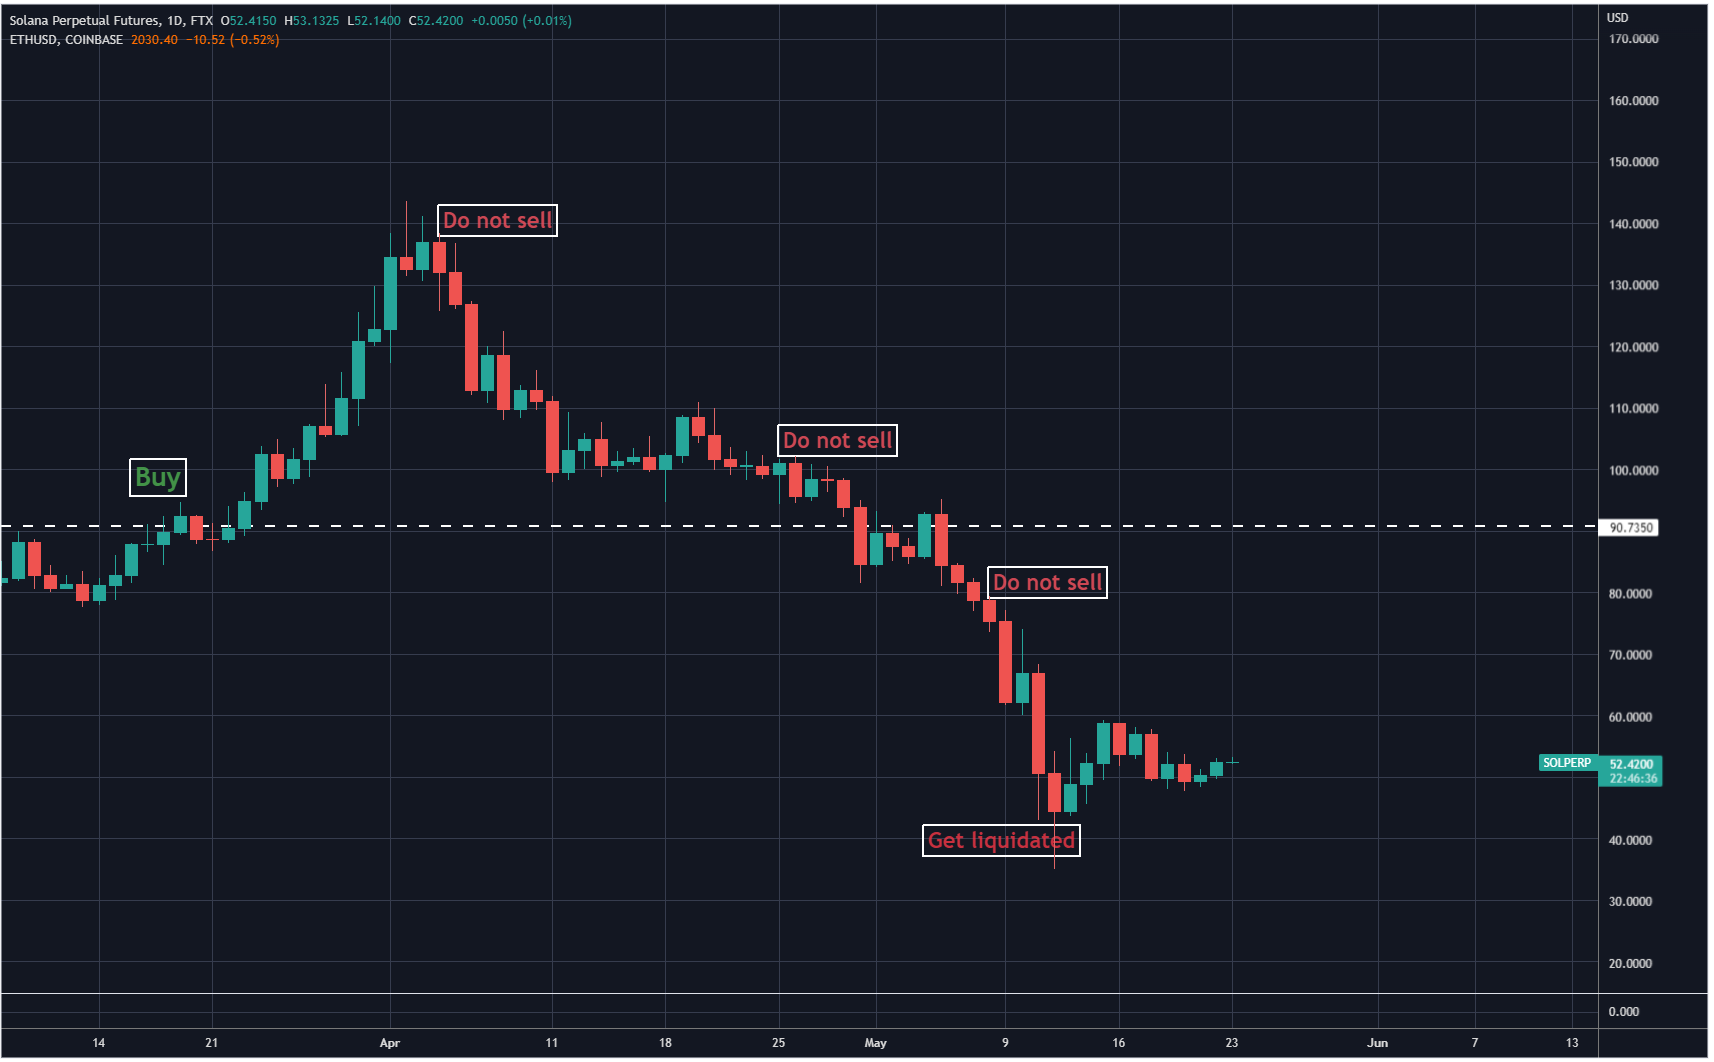 Solana Perpetual Futures, 1D, FTX O52.4150 H53.1325 L52.1400 C52.4200 +0.0050 (+0.01%)
ETHUSD, COINBASE 2030.40 −10.52 (−0.52%)
USD
170.0000
160.0000
150.0000
Do not sell
140.0000
130.0000
120.0000
110.0000
Do not sell
Buy
100.0000
90.7350
Do not sell
80.0000
70.0000
60.0000
SOLPERP 52.4200
22:46:36
Get liquidated
40.0000
30.0000
20.0000
0.000
14 21 Apr 11 18 25 May 9 16 23 Jun 7 13